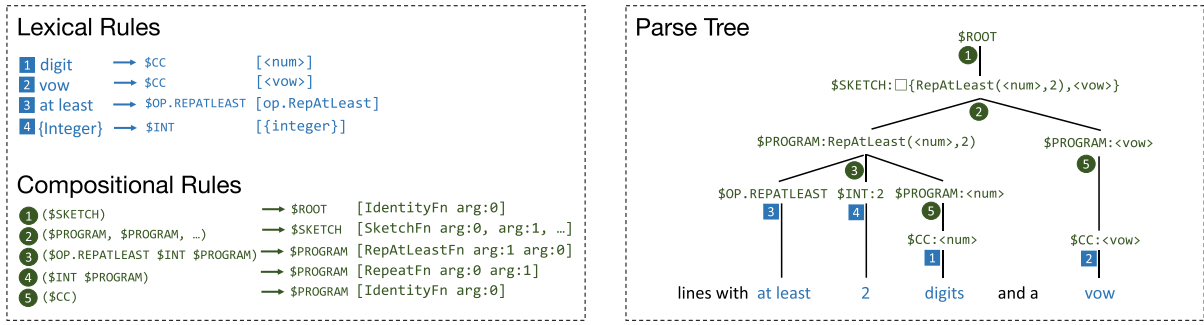 Lexical Rules
1 digit → $CC [<num>]
2 vow → $CC [<vow>]
3 at least → $OP.REPATLEAST [op.RepAtLeast]
4 {Integer} → $INT [{integer}]
Compositional Rules
1 ($SKETCH) → $ROOT [IdentityFn arg:0]
2 ($PROGRAM, $PROGRAM, …) → $SKETCH [SketchFn arg:0, arg:1, …]
3 ($OP.REPATLEAST $INT $PROGRAM) → $PROGRAM [RepAtLeastFn arg:1 arg:0]
4 ($INT $PROGRAM) → $PROGRAM [RepeatFn arg:0 arg:1]
5 ($CC) → $PROGRAM [IdentityFn arg:0]
Parse Tree
$ROOT
1
$SKETCH:□{RepAtLeast(<num>,2),<vow>}
2
$PROGRAM:RepAtLeast(<num>,2) $PROGRAM:<vow>
3 5
$OP.REPATLEAST $INT:2 $PROGRAM:<num>
3 4 5
$CC:<num> $CC:<vow>
1 2
lines with at least 2 digits and a vow